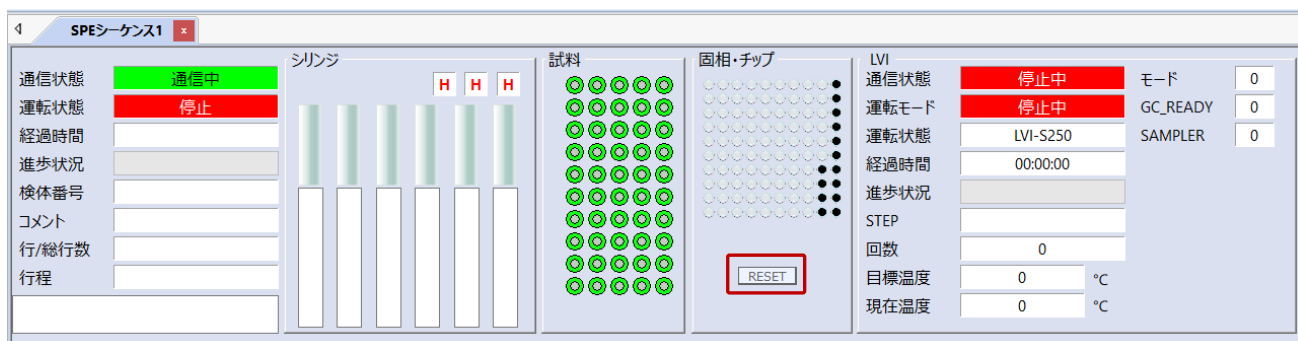 SPEシーケンス1 x
通信状態 通信中
運転状態 停止
経過時間
進歩状況
検体番号
コメント
行/総行数
行程
シリンジ
H H H
試料
固相・チップ
RESET
LVI
通信状態 停止中
運転モード 停止中
運転状態 LVI-S250
経過時間 00:00:00
進歩状況
STEP
回数 0
目標温度 0 °C
現在温度 0 °C
モード 0
GC_READY 0
SAMPLER 0